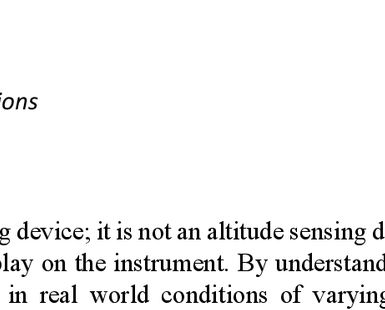 ions
g device; it is not an altitude sensing d
play on the instrument. By understand
in real world conditions of varying